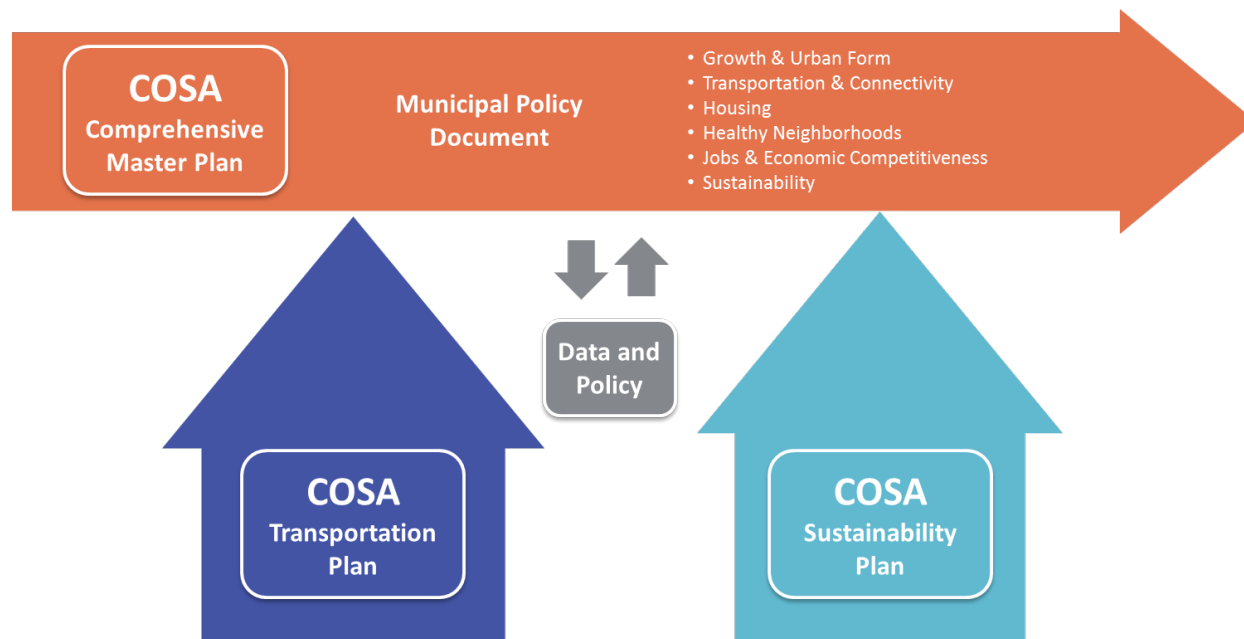 COSA
Comprehensive
Master Plan
Municipal Policy
Document
• Growth & Urban Form
• Transportation & Connectivity
• Housing
• Healthy Neighborhoods
• Jobs & Economic Competitiveness
• Sustainability
Data and
Policy
COSA
Transportation
Plan
COSA
Sustainability
Plan